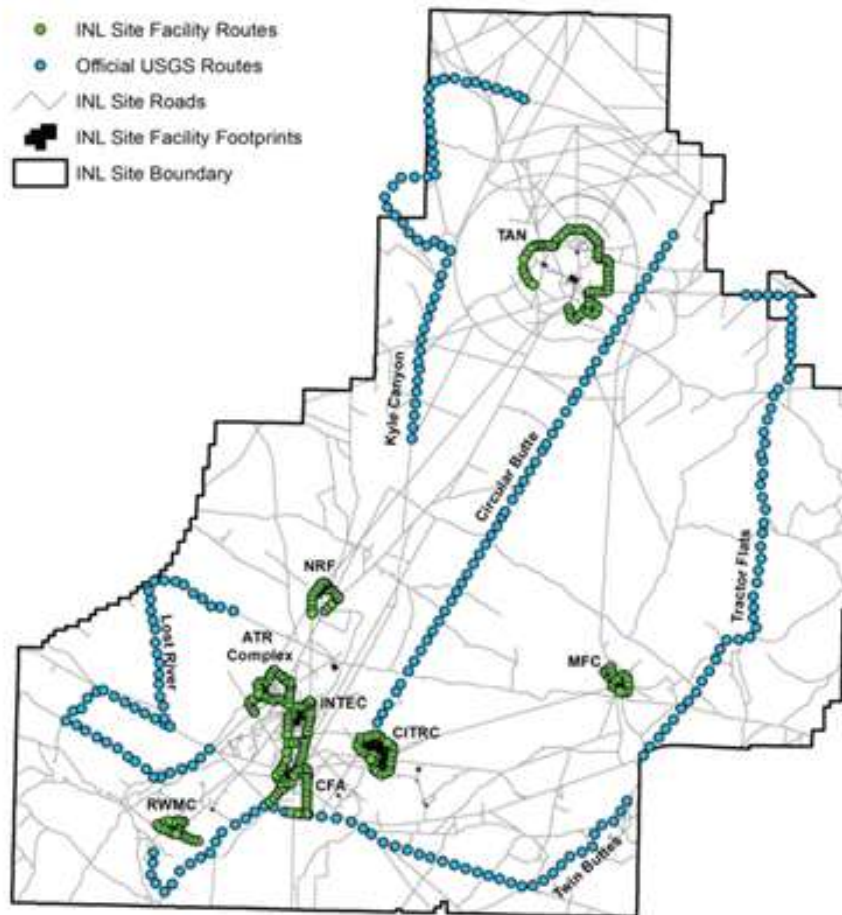 INL Site Facility Routes
Official USGS Routes
INL Site Roads
INL Site Facility Footprints
INL Site Boundary
TAN
Kyle Canyon
Circular Butte
Tractor Flats
NRF
Lost River
ATR
Complex
MFC
INTEC
CITRC
CFA
RWMC
Twin Buttes